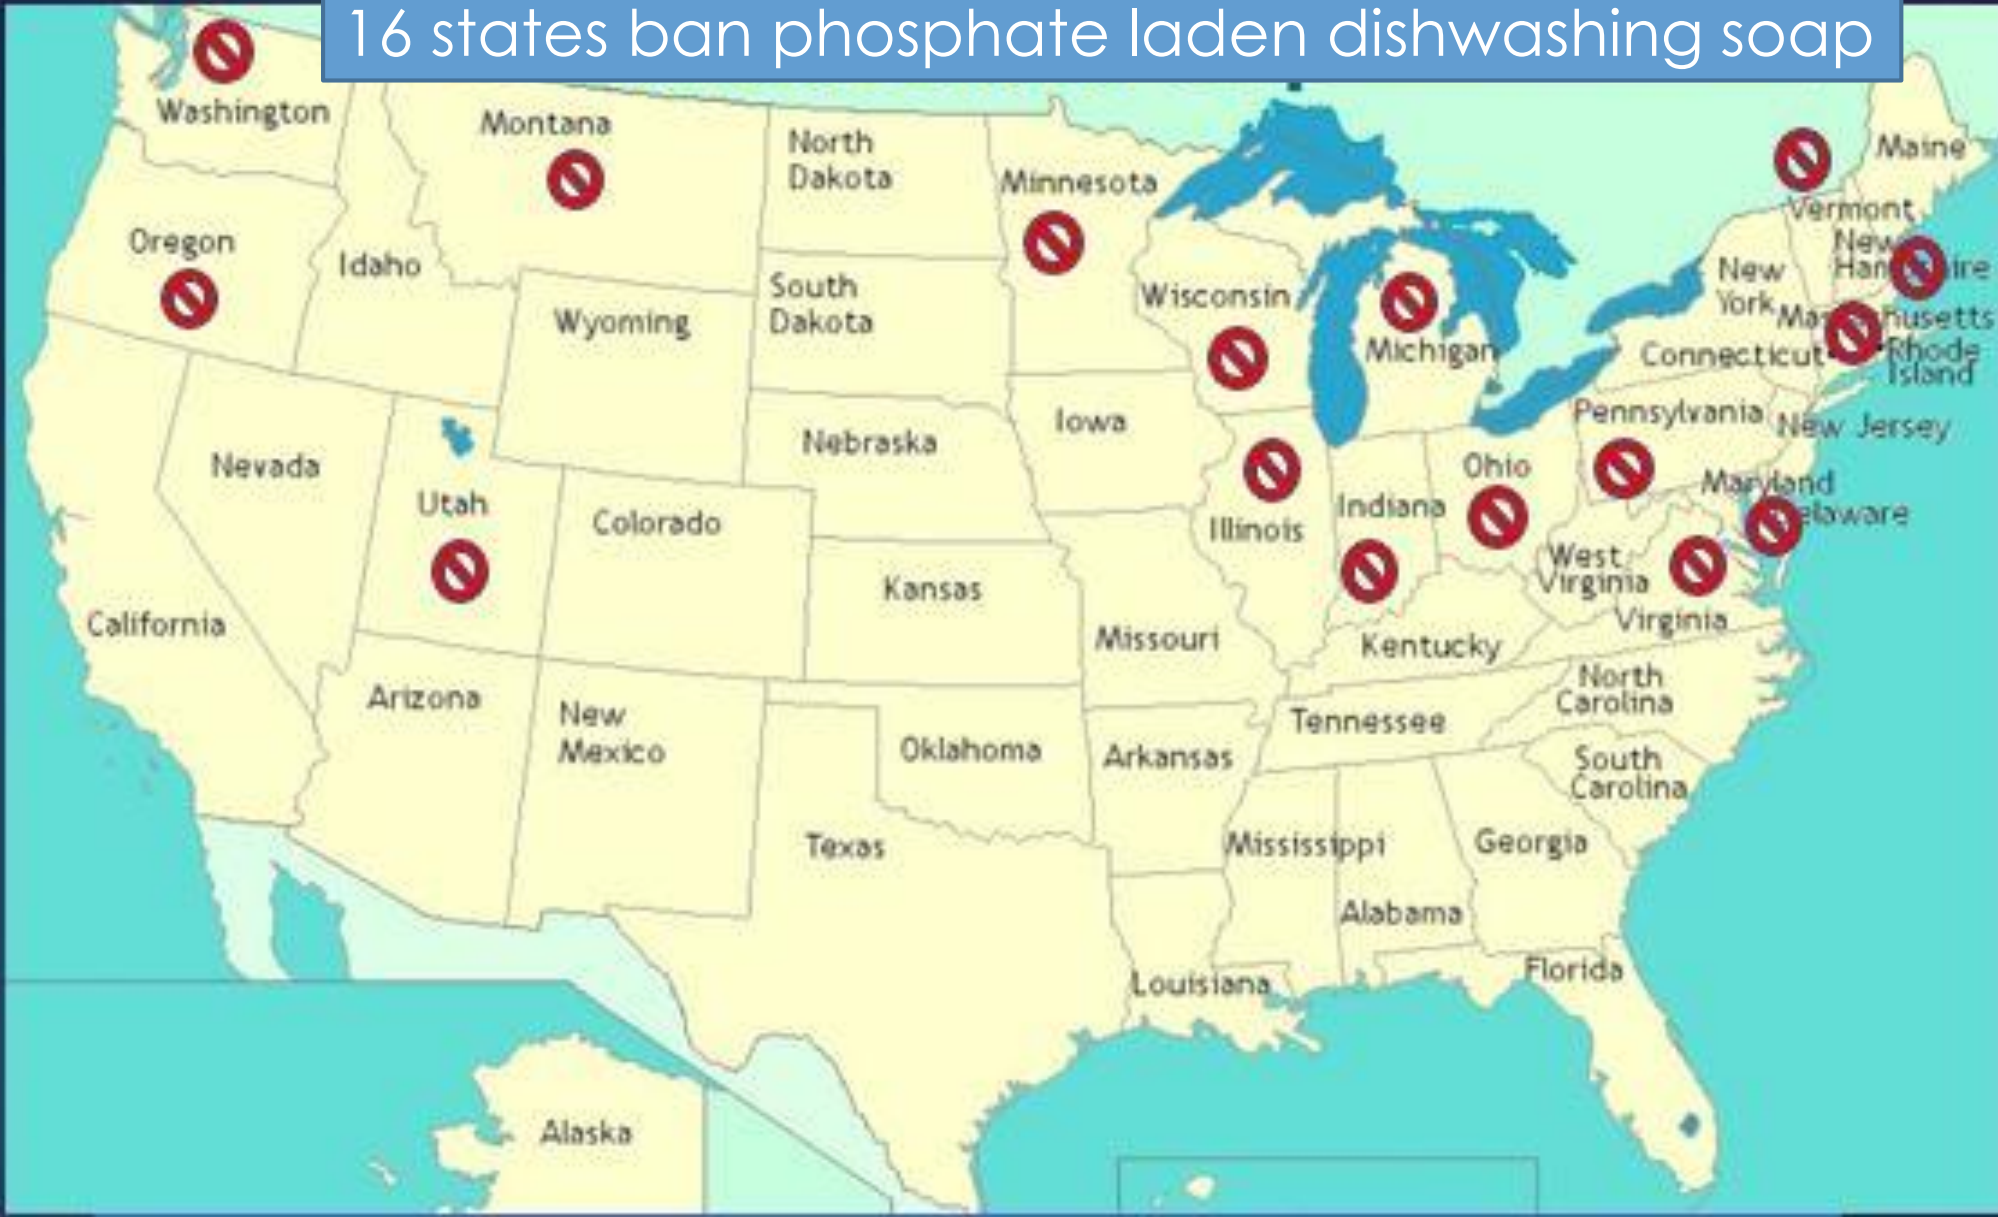 16 states ban phosphate laden dishwashing soap
Washington
Montana
North
Dakota
Minnesota
Maine
Vermont
Oregon
Idaho
New
New
York
Wyoming
South
Dakota
Wisconsin
Michigan
Connecticut
Rhode
Island
Iowa
Pennsylvania
New Jersey
Nevada
Nebraska
Ohio
Maryland
Utah
Colorado
Illinois
Indiana
West
Virginia
Kansas
California
Missouri
Kentucky
Virginia
Arizona
New
Mexico
Oklahoma
Arkansas
Tennessee
North
Carolina
South
Carolina
Texas
Mississippi
Georgia
Alabama
Louisiana
Florida
Alaska